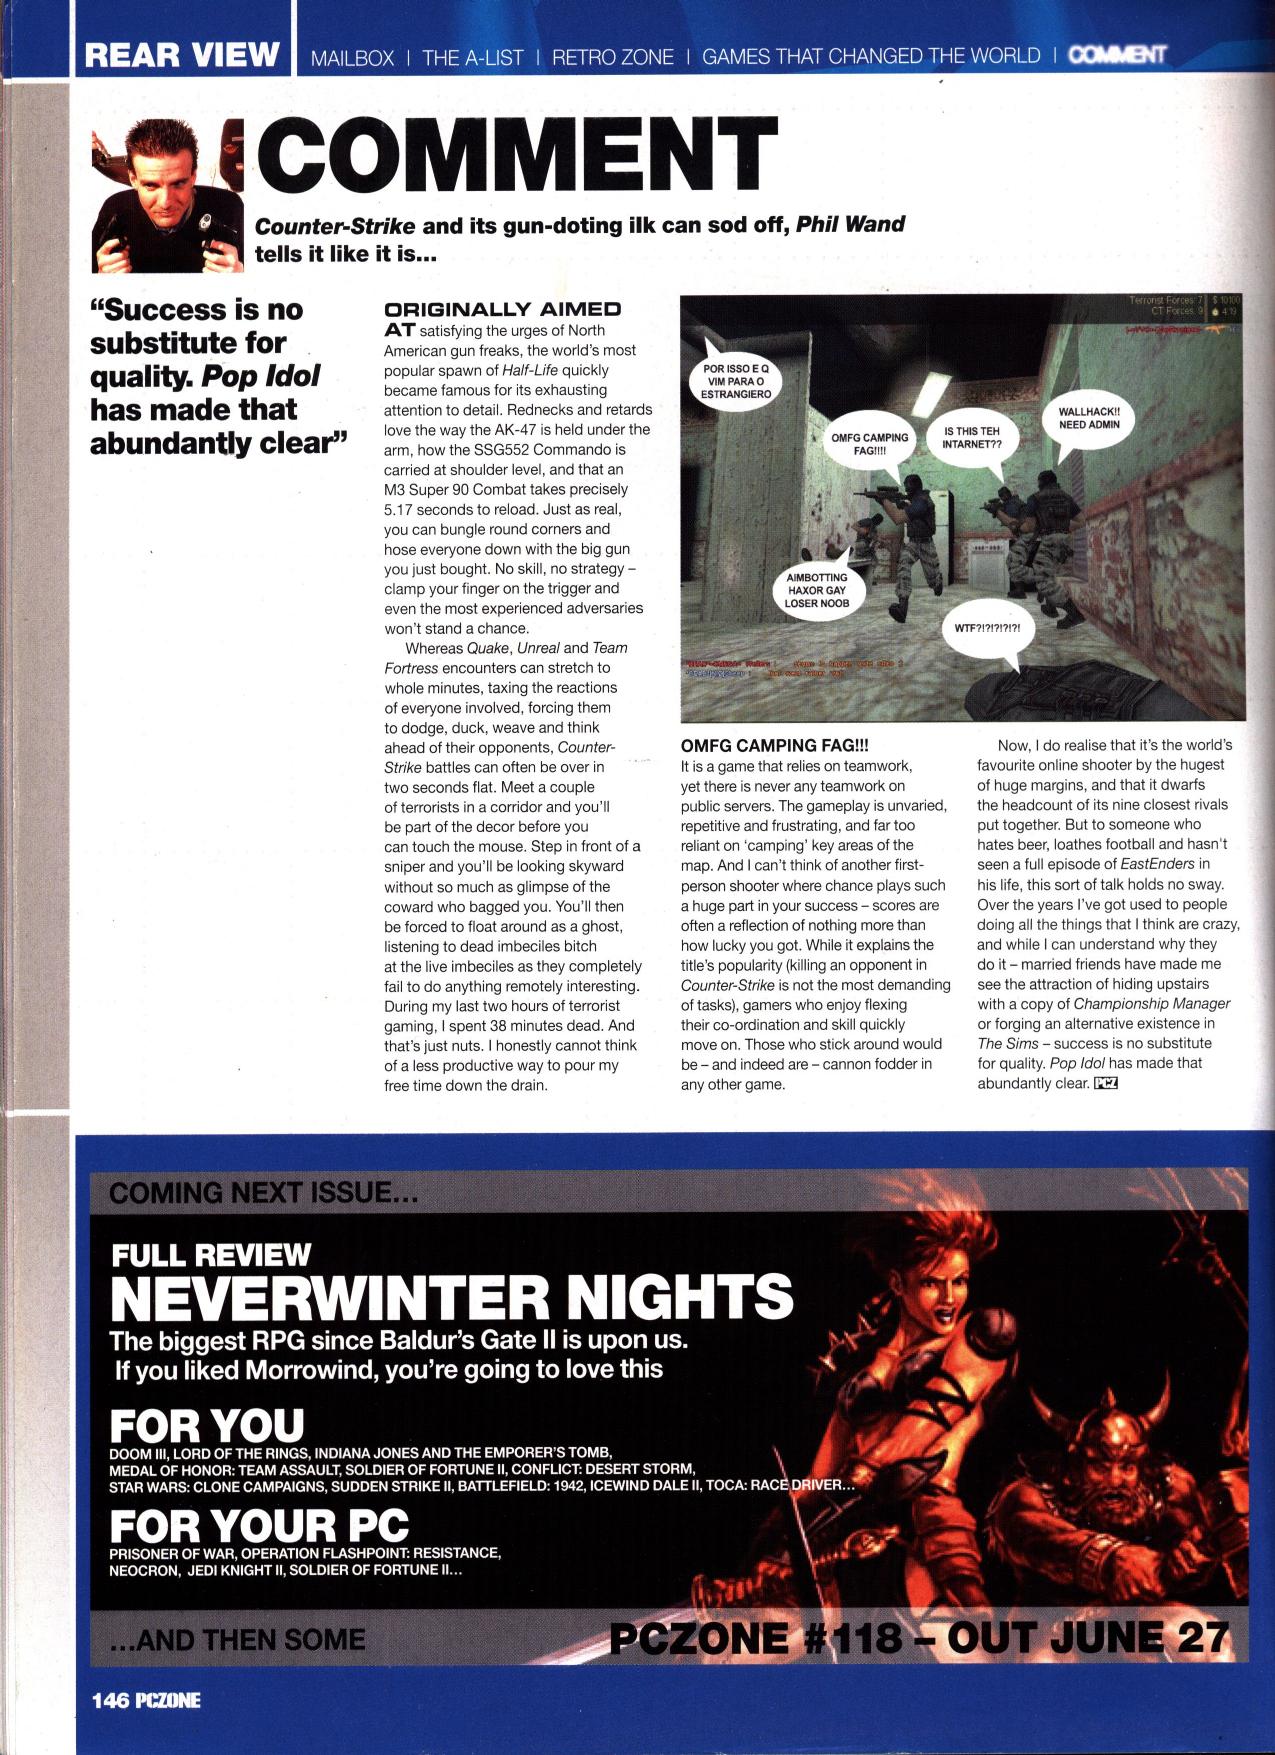 REAR VIEW
MAILBOX | THE A-LIST | RETRO ZONE | GAMES THAT CHANGED THE WORLD | COMMENT
COMMENT
Counter-Strike and its gun-doting ilk can sod off, Phil Wand
tells it like it is...
“Success is no
substitute for
quality. Pop Idol
has made that
abundantly clear”
ORIGINALLY AIMED
AT satisfying the urges of North
American gun freaks, the world’s most
popular spawn of Half-Life quickly
became famous for its exhausting
attention to detail. Rednecks and retards
love the way the AK-47 is held under the
arm, how the SSG552 Commando is
carried at shoulder level, and that an
M3 Super 90 Combat takes precisely
5.17 seconds to reload. Just as real,
you can bungle round corners and
hose everyone down with the big gun
you just bought. No skill, no strategy –
clamp your finger on the trigger and
even the most experienced adversaries
won’t stand a chance.
Whereas Quake, Unreal and Team
Fortress encounters can stretch to
whole minutes, taxing the reactions
of everyone involved, forcing them
to dodge, duck, weave and think
ahead of their opponents, Counter-
Strike battles can often be over in
two seconds flat. Meet a couple
of terrorists in a corridor and you’ll
be part of the decor before you
can touch the mouse. Step in front of a
sniper and you’ll be looking skyward
without so much as glimpse of the
coward who bagged you. You’ll then
be forced to float around as a ghost,
listening to dead imbeciles bitch
at the live imbeciles as they completely
fail to do anything remotely interesting.
During my last two hours of terrorist
gaming, I spent 38 minutes dead. And
that’s just nuts. I honestly cannot think
of a less productive way to pour my
free time down the drain.
Terrorist Forces: 7 | $ 10100
CT Forces: 9 | 4:19
POR ISSO E Q
VIM PARA O
ESTRANGIERO
OMFG CAMPING
FAG!!!!
IS THIS TEH
INTARNET??
WALLHACK!!
NEED ADMIN
AIMBOTTING
HAXOR GAY
LOSER NOOB
WTF?!?!?!?!?!
OMFG CAMPING FAG!!!
It is a game that relies on teamwork,
yet there is never any teamwork on
public servers. The gameplay is unvaried,
repetitive and frustrating, and far too
reliant on ‘camping’ key areas of the
map. And I can’t think of another first-
person shooter where chance plays such
a huge part in your success – scores are
often a reflection of nothing more than
how lucky you got. While it explains the
title’s popularity (killing an opponent in
Counter-Strike is not the most demanding
of tasks), gamers who enjoy flexing
their co-ordination and skill quickly
move on. Those who stick around would
be – and indeed are – cannon fodder in
any other game.
Now, I do realise that it’s the world’s
favourite online shooter by the hugest
of huge margins, and that it dwarfs
the headcount of its nine closest rivals
put together. But to someone who
hates beer, loathes football and hasn't
seen a full episode of EastEnders in
his life, this sort of talk holds no sway.
Over the years I’ve got used to people
doing all the things that I think are crazy,
and while I can understand why they
do it – married friends have made me
see the attraction of hiding upstairs
with a copy of Championship Manager
or forging an alternative existence in
The Sims – success is no substitute
for quality. Pop Idol has made that
abundantly clear. PCZ
COMING NEXT ISSUE...
FULL REVIEW
NEVERWINTER NIGHTS
The biggest RPG since Baldur’s Gate II is upon us.
If you liked Morrowind, you’re going to love this
FOR YOU
DOOM III, LORD OF THE RINGS, INDIANA JONES AND THE EMPORER’S TOMB,
MEDAL OF HONOR: TEAM ASSAULT, SOLDIER OF FORTUNE II, CONFLICT: DESERT STORM,
STAR WARS: CLONE CAMPAIGNS, SUDDEN STRIKE II, BATTLEFIELD: 1942, ICEWIND DALE II, TOCA: RACE DRIVER...
FOR YOUR PC
PRISONER OF WAR, OPERATION FLASHPOINT: RESISTANCE,
NEOCRON, JEDI KNIGHT II, SOLDIER OF FORTUNE II...
...AND THEN SOME
PCZONE #118 – OUT JUNE 27
146 PCZONE